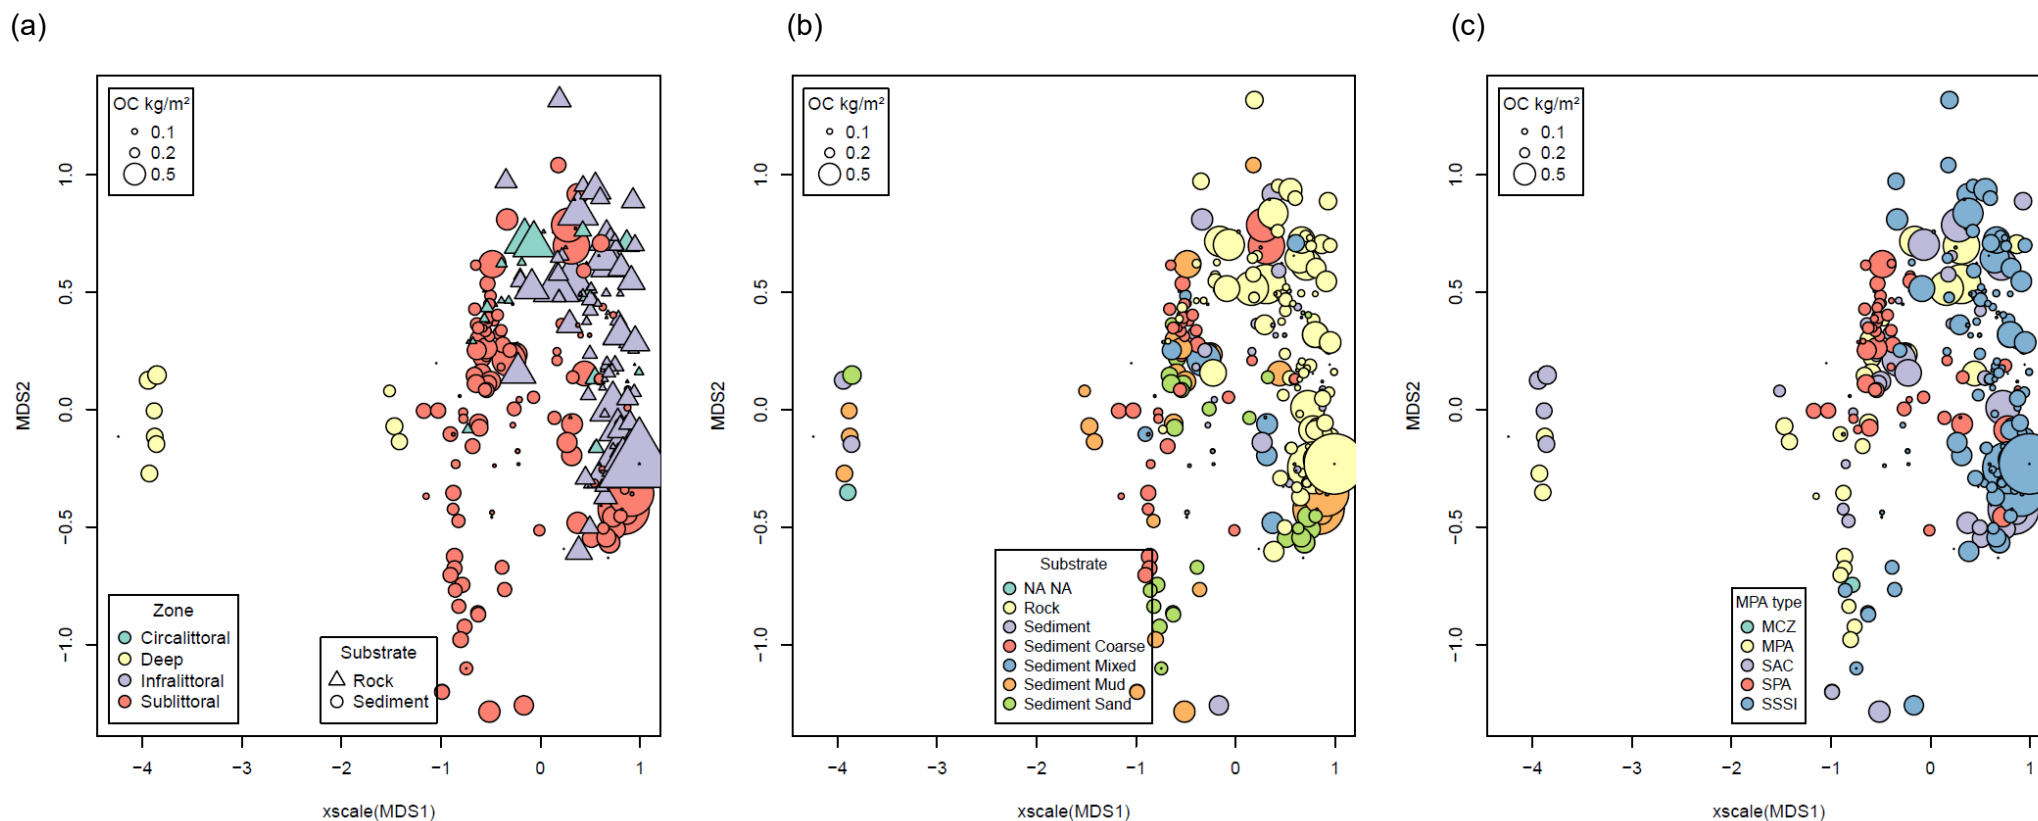 (a)
OC kg/m²
0.1
0.2
0.5
MDS2
1.0
0.5
0.0
−0.5
−1.0
Zone
Circalittoral
Deep
Infralittoral
Sublittoral
Substrate
Rock
Sediment
−4 −3 −2 −1 0 1
xscale(MDS1)
(b)
OC kg/m²
0.1
0.2
0.5
MDS2
1.0
0.5
0.0
−0.5
−1.0
Substrate
NA NA
Rock
Sediment
Sediment Coarse
Sediment Mixed
Sediment Mud
Sediment Sand
−4 −3 −2 −1 0 1
xscale(MDS1)
(c)
OC kg/m²
0.1
0.2
0.5
MDS2
1.0
0.5
0.0
−0.5
−1.0
MPA type
MCZ
MPA
SAC
SPA
SSSI
−4 −3 −2 −1 0 1
xscale(MDS1)